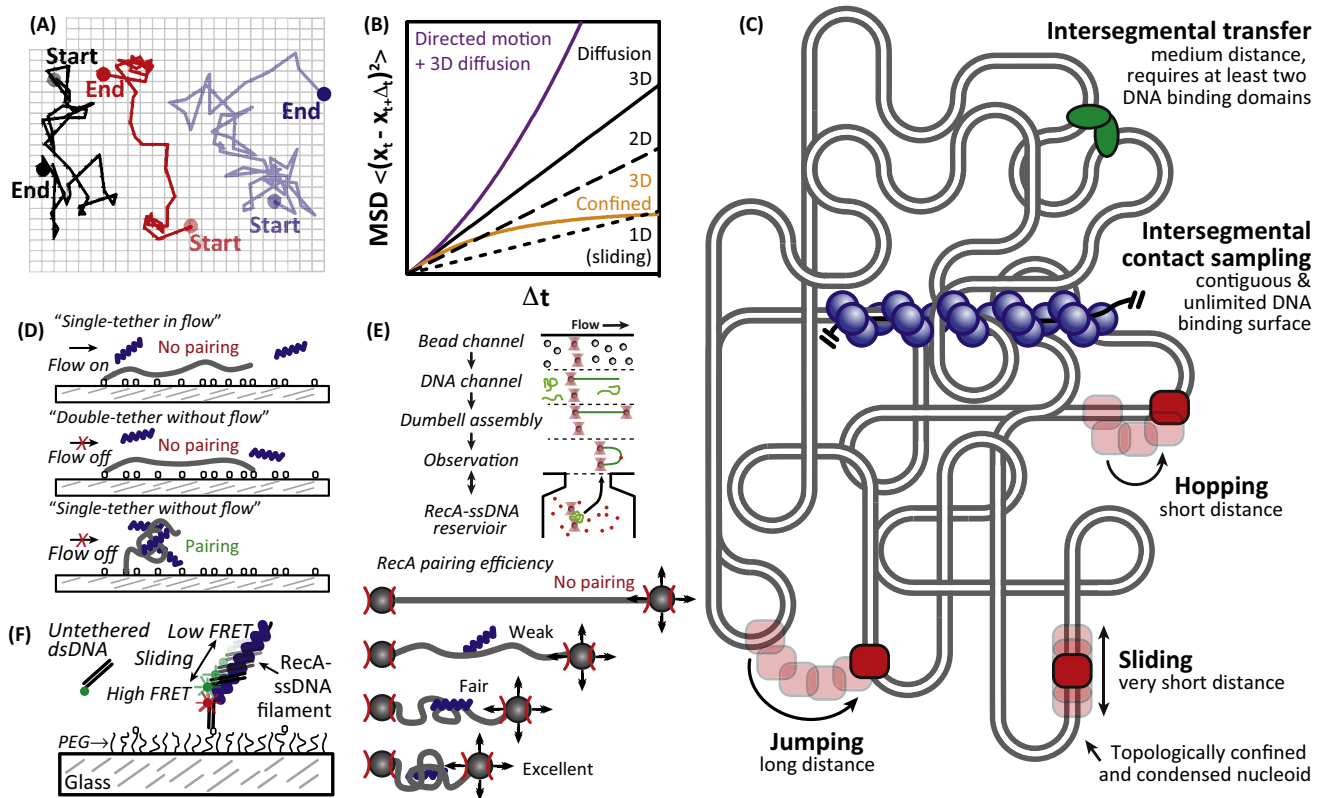 (A)
Start
End
End
Start
End
Start
(B)
MSD <(x_t - x_{t+Δt})²>
Directed motion
+ 3D diffusion
Diffusion
3D
2D
3D
Confined
1D
(sliding)
Δt
(C)
Intersegmental transfer
medium distance,
requires at least two
DNA binding domains
Intersegmental
contact sampling
contiguous &
unlimited DNA
binding surface
Hopping
short distance
Sliding
very short distance
Jumping
long distance
Topologically confined
and condensed nucleoid
(D)
"Single-tether in flow"
No pairing
Flow on
"Double-tether without flow"
No pairing
Flow off
"Single-tether without flow"
Flow off
Pairing
(E)
Flow
Bead channel
DNA channel
Dumbell assembly
Observation
RecA-ssDNA
reservioir
RecA pairing efficiency
No pairing
Weak
Fair
Excellent
(F)
Untethered
dsDNA
Low FRET
Sliding
High FRET
RecA-
ssDNA
filament
PEG→
Glass